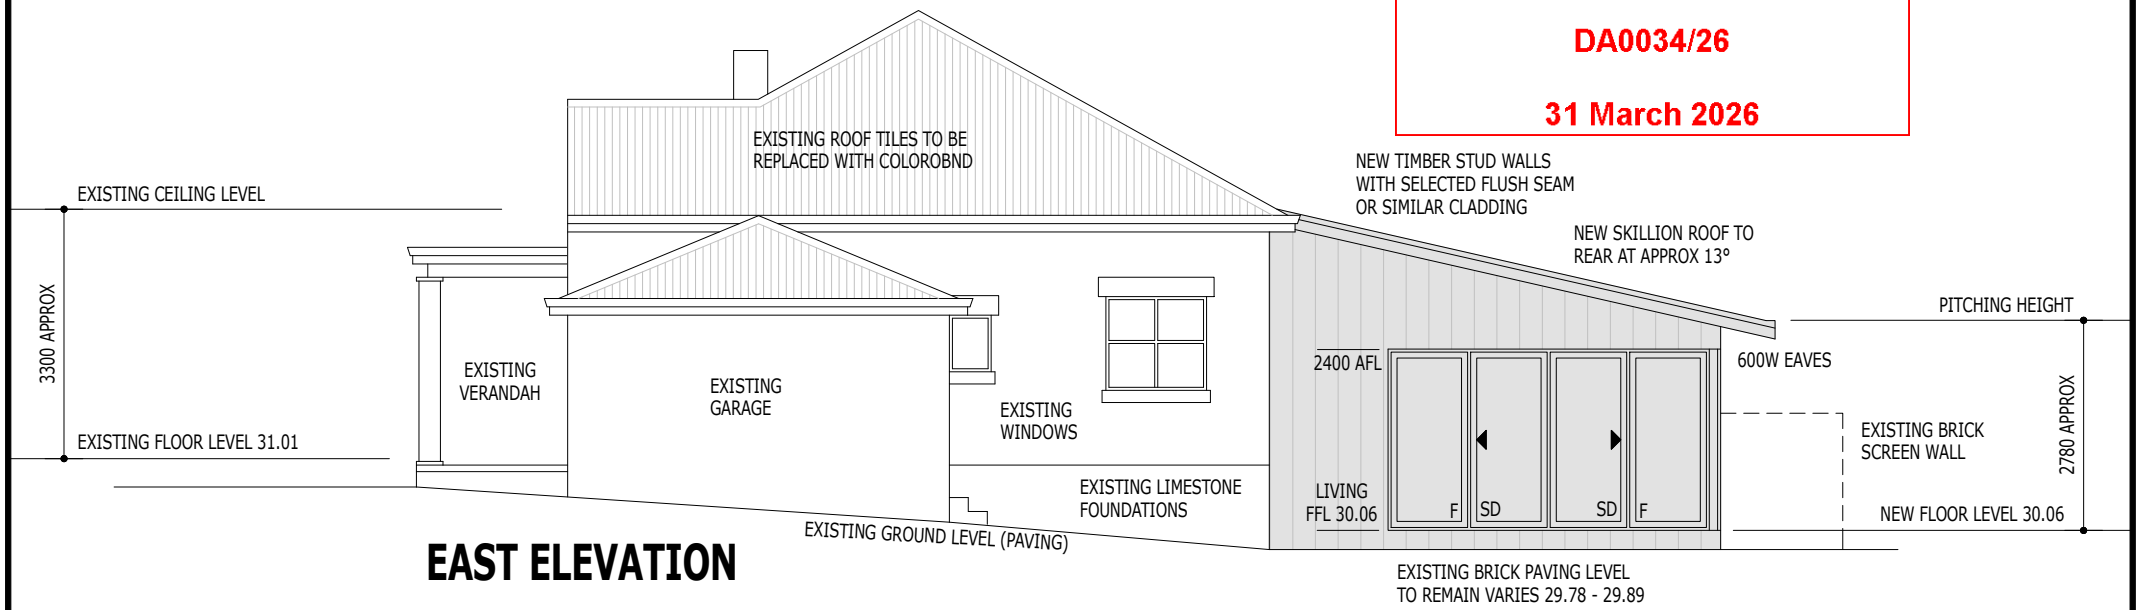 DA0034/26
31 March 2026
EXISTING ROOF TILES TO BE
REPLACED WITH COLOROBND
NEW TIMBER STUD WALLS
WITH SELECTED FLUSH SEAM
OR SIMILAR CLADDING
EXISTING CEILING LEVEL
NEW SKILLION ROOF TO
REAR AT APPROX 13°
PITCHING HEIGHT
3300 APPROX
2400 AFL
600W EAVES
EXISTING
VERANDAH
EXISTING
GARAGE
EXISTING
WINDOWS
EXISTING FLOOR LEVEL 31.01
EXISTING BRICK
SCREEN WALL
2780 APPROX
EXISTING LIMESTONE
FOUNDATIONS
LIVING
FFL 30.06
F
SD
SD
F
NEW FLOOR LEVEL 30.06
EXISTING GROUND LEVEL (PAVING)
EAST ELEVATION
EXISTING BRICK PAVING LEVEL
TO REMAIN VARIES 29.78 - 29.89